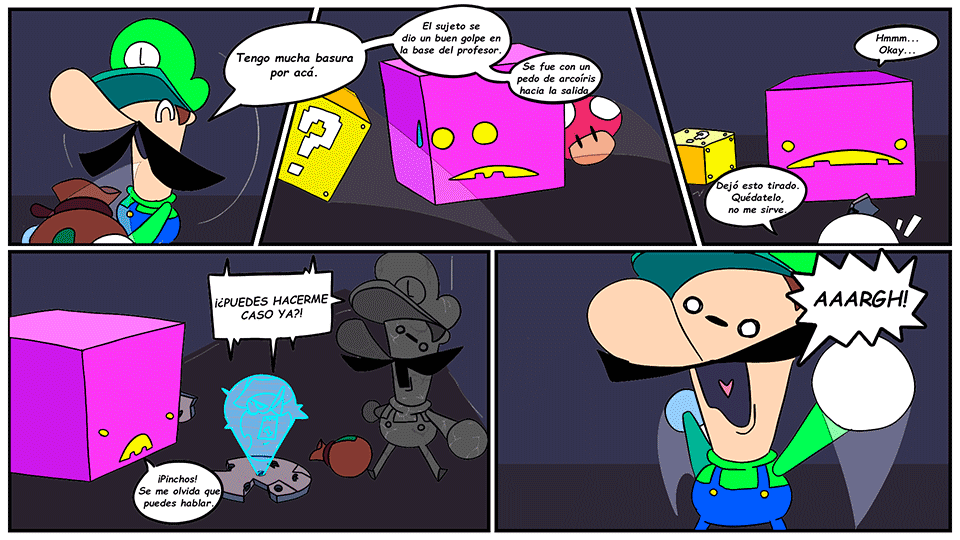 L
Tengo mucha basura
por acá.
El sujeto se
dio un buen golpe en
la base del profesor.
Se fue con un
pedo de arcoíris
hacia la salida
?
Hmmm...
Okay...
?
Dejó esto tirado.
Quédatelo,
no me sirve.
¡¿PUEDES HACERME
CASO YA?!
L
¡Pinchos!
Se me olvida que
puedes hablar.
AAARGH!